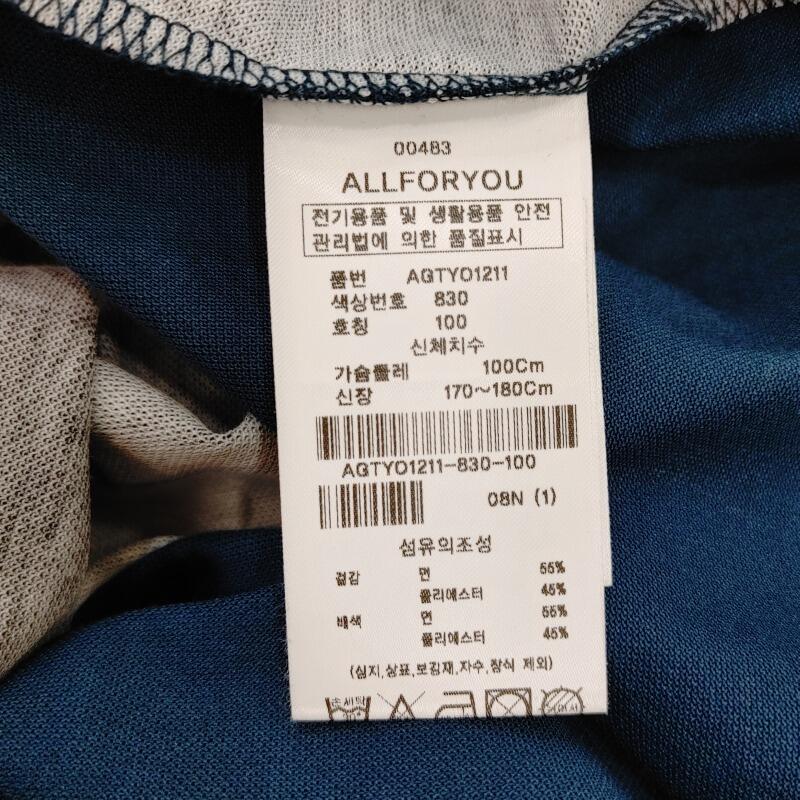 00483
ALLFORYOU
전기용품 및 생활용품 안전
관리법에 의한 품질표시
품번 AGTYO1211
색상번호 830
호칭 100
신체치수
가슴둘레 100Cm
신장 170~180Cm
AGTYO1211-830-100
08N (1)
섬유의조성
겉감 면 55%
폴리에스터 45%
배색 면 55%
폴리에스터 45%
(심지,상표,보김재,자수,장식 제외)
손세탁